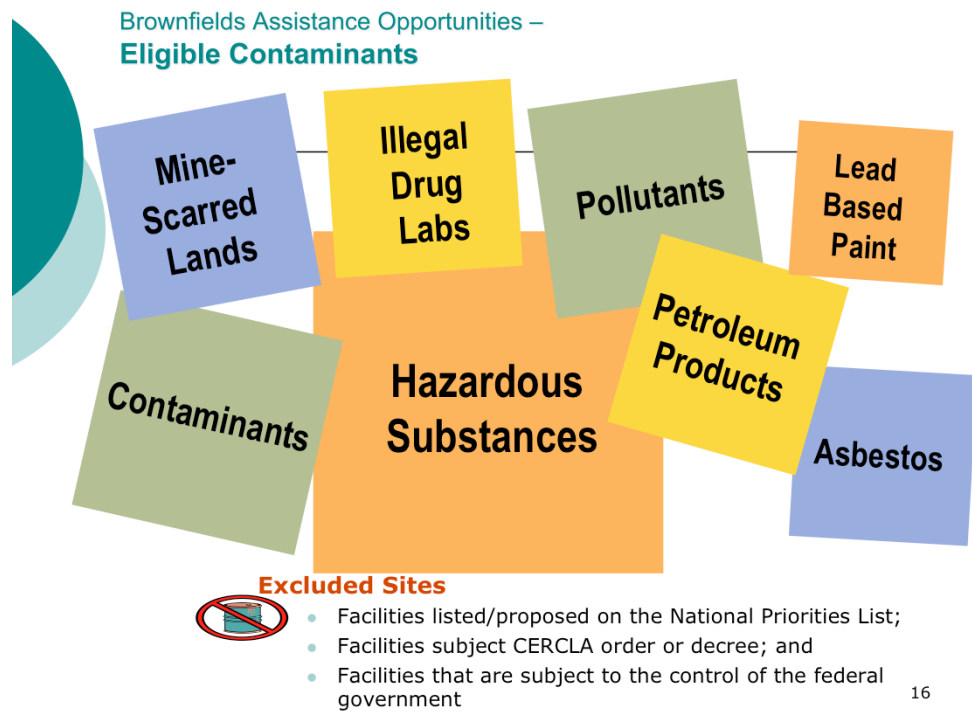 Brownfields Assistance Opportunities –
Eligible Contaminants
Mine-
Scarred
Lands
Illegal
Drug
Labs
Pollutants
Lead
Based
Paint
Contaminants
Hazardous
Substances
Petroleum
Products
Asbestos
Excluded Sites
Facilities listed/proposed on the National Priorities List;
Facilities subject CERCLA order or decree; and
Facilities that are subject to the control of the federal
government
16